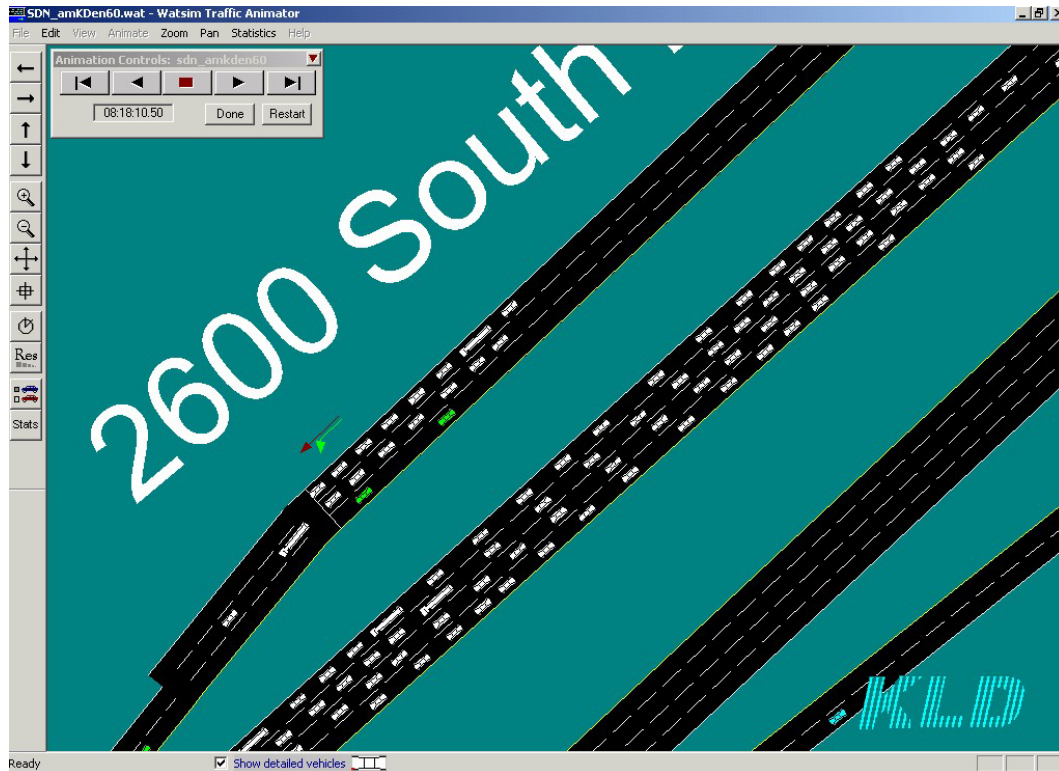 SDN_amKDen60.wat - Watsim Traffic Animator
File Edit View Animate Zoom Pan Statistics Help
Animation Controls: sdn_amkden60
08:18:10.50 Done Restart
2600 South
Res
Stats
KLD
Ready Show detailed vehicles